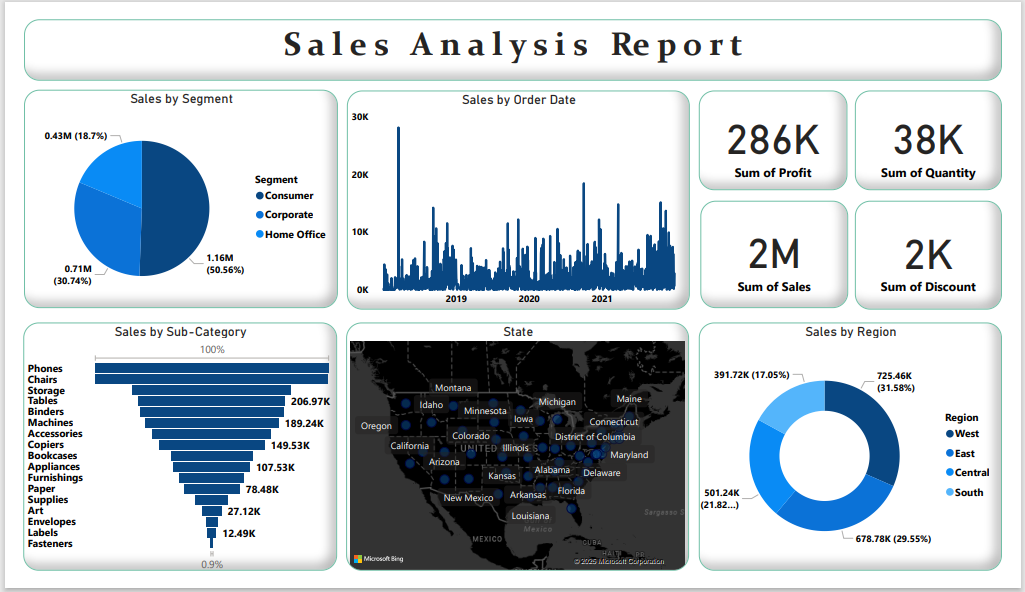 Sales Analysis Report
Sales by Segment
0.43M (18.7%)
0.71M
(30.74%)
1.16M
(50.56%)
Segment
Consumer
Corporate
Home Office
Sales by Order Date
30K
20K
10K
0K
2019
2020
2021
286K
Sum of Profit
38K
Sum of Quantity
2M
Sum of Sales
2K
Sum of Discount
Sales by Sub-Category
100%
Phones
Chairs
Storage
Tables 206.97K
Binders
Machines 189.24K
Accessories
Copiers 149.53K
Bookcases
Appliances 107.53K
Furnishings
Paper 78.48K
Supplies
Art 27.12K
Envelopes
Labels 12.49K
Fasteners
0.9%
State
Montana
Maine
Idaho
Michigan
Minnesota
Iowa
Oregon
Connecticut
Colorado
District of Columbia
California
UNITED
Illinois
Maryland
Arizona
Alabama
Delaware
Kansas
New Mexico
Arkansas
Florida
Louisiana
Mexico
MEXICO
CUBA
Sargasso S
Microsoft Bing
© 2025 Microsoft Corporation
Sales by Region
391.72K (17.05%)
725.46K
(31.58%)
501.24K
(21.82...)
678.78K (29.55%)
Region
West
East
Central
South